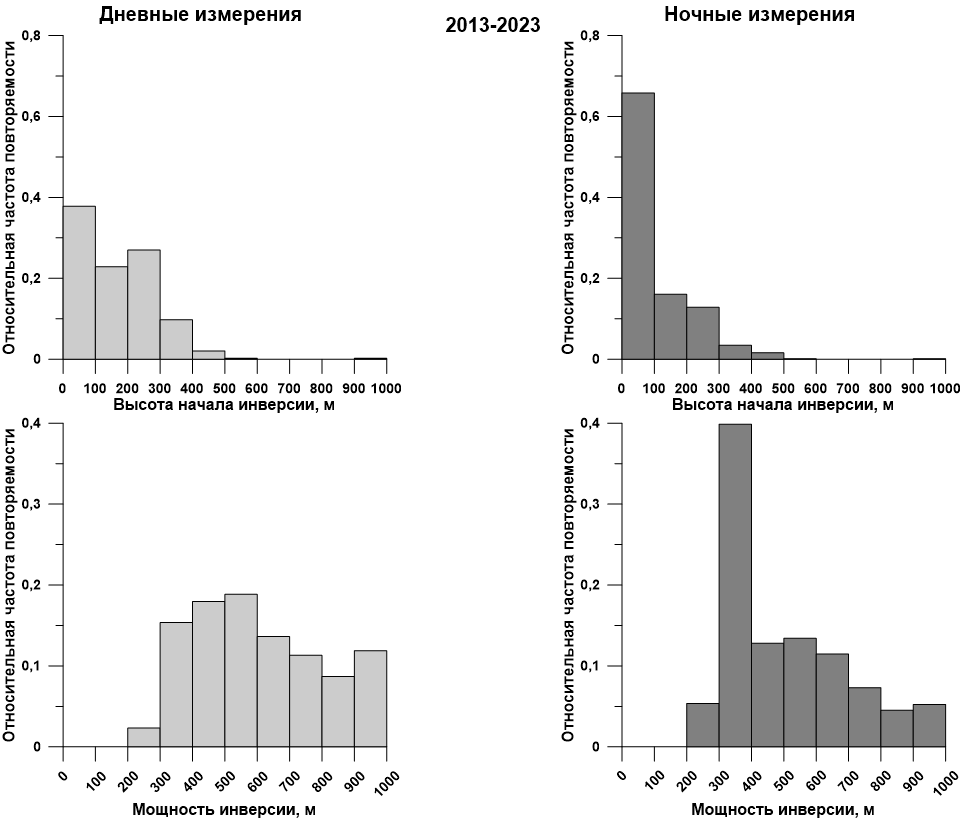 Дневные измерения
2013-2023
Ночные измерения
Относительная частота повторяемости
0,8
0,6
0,4
0,2
0
0 100 200 300 400 500 600 700 800 900 1000
Высота начала инверсии, м
Относительная частота повторяемости
0,8
0,6
0,4
0,2
0
0 100 200 300 400 500 600 700 800 900 1000
Высота начала инверсии, м
Относительная частота повторяемости
0,4
0,3
0,2
0,1
0
0 100 200 300 400 500 600 700 800 900 1000
Мощность инверсии, м
Относительная частота повторяемости
0,4
0,3
0,2
0,1
0
0 100 200 300 400 500 600 700 800 900 1000
Мощность инверсии, м